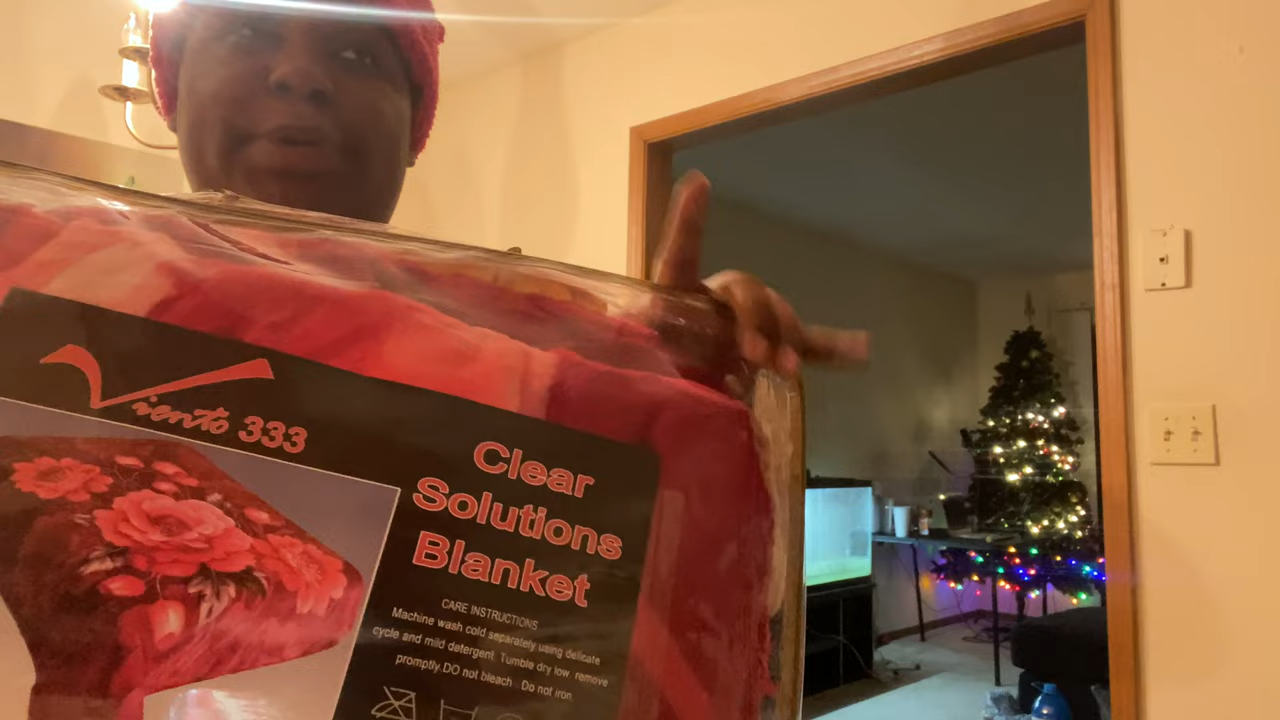 Viento 333
Clear
Solutions
Blanket
CARE INSTRUCTIONS
Machine wash cold separately using delicate
cycle and mild detergent Tumble dry low remove
promptly.DO not bleach Do not iron